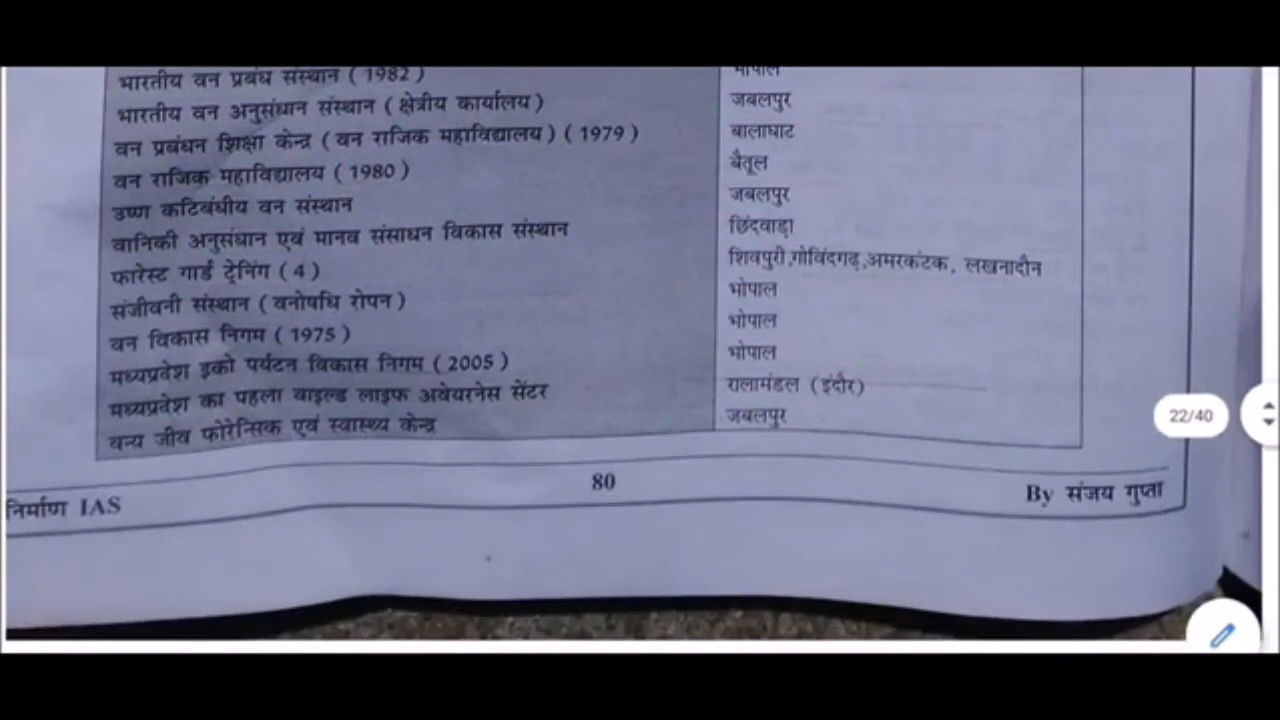 भारतीय वन प्रबंध संस्थान ( 1982 ) भोपाल
भारतीय वन अनुसंधान संस्थान ( क्षेत्रीय कार्यालय ) जबलपुर
वन प्रबंधन शिक्षा केन्द्र ( वन राजिक महाविद्यालय ) ( 1979 ) बालाघाट
वन राजिक महाविद्यालय ( 1980 ) बैतूल
उष्ण कटिबंधीय वन संस्थान जबलपुर
वानिकी अनुसंधान एवं मानव संसाधन विकास संस्थान छिंदवाड़ा
फारेस्ट गार्ड ट्रेनिंग ( 4 ) शिवपुरी,गोविंदगढ़,अमरकंटक, लखनादौन
संजीवनी संस्थान ( वनोषधि रोपन ) भोपाल
वन विकास निगम ( 1975 ) भोपाल
मध्यप्रदेश इको पर्यटन विकास निगम ( 2005 ) भोपाल
मध्यप्रदेश का पहला वाइल्ड लाइफ अवेयरनेस सेंटर रालामंडल (इंदौर)
वन्य जीव फोरेन्सिक एवं स्वास्थ्य केन्द्र जबलपुर
22/40
80
निर्माण IAS By संजय गुप्ता